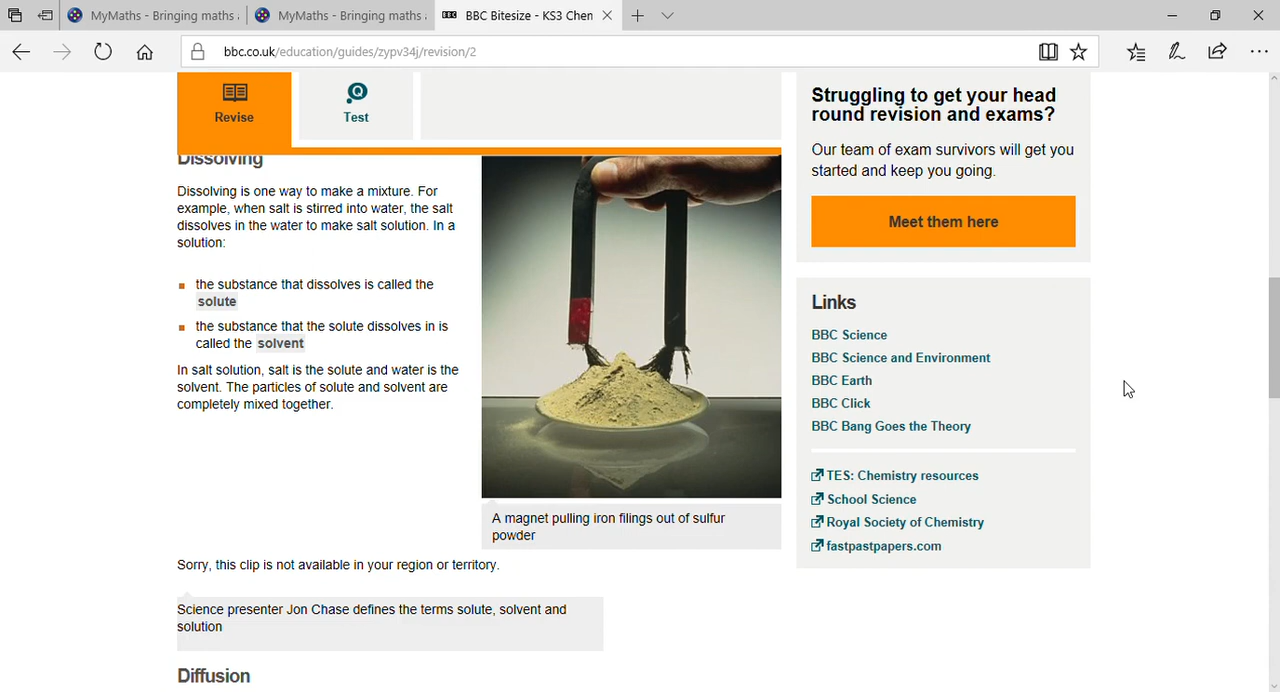 MyMaths - Bringing maths a
MyMaths - Bringing maths a
BBC Bitesize - KS3 Chen
bbc.co.uk/education/guides/zypv34j/revision/2
Revise
Test
Dissolving
Dissolving is one way to make a mixture. For
example, when salt is stirred into water, the salt
dissolves in the water to make salt solution. In a
solution:
the substance that dissolves is called the
solute
the substance that the solute dissolves in is
called the solvent
In salt solution, salt is the solute and water is the
solvent. The particles of solute and solvent are
completely mixed together.
A magnet pulling iron filings out of sulfur
powder
Sorry, this clip is not available in your region or territory.
Science presenter Jon Chase defines the terms solute, solvent and
solution
Diffusion
Struggling to get your head
round revision and exams?
Our team of exam survivors will get you
started and keep you going.
Meet them here
Links
BBC Science
BBC Science and Environment
BBC Earth
BBC Click
BBC Bang Goes the Theory
TES: Chemistry resources
School Science
Royal Society of Chemistry
fastpastpapers.com